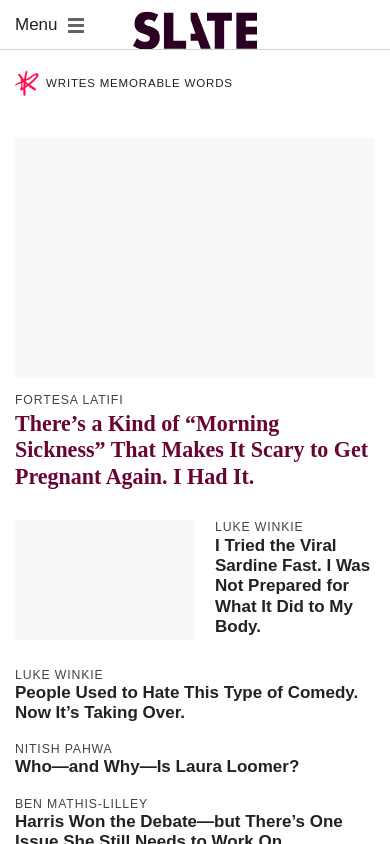 Menu
SLATE
WRITES MEMORABLE WORDS
FORTESA LATIFI
There’s a Kind of “Morning
Sickness” That Makes It Scary to Get
Pregnant Again. I Had It.
LUKE WINKIE
I Tried the Viral
Sardine Fast. I Was
Not Prepared for
What It Did to My
Body.
LUKE WINKIE
People Used to Hate This Type of Comedy.
Now It’s Taking Over.
NITISH PAHWA
Who—and Why—Is Laura Loomer?
BEN MATHIS-LILLEY
Harris Won the Debate—but There’s One
Issue She Still Needs to Work On